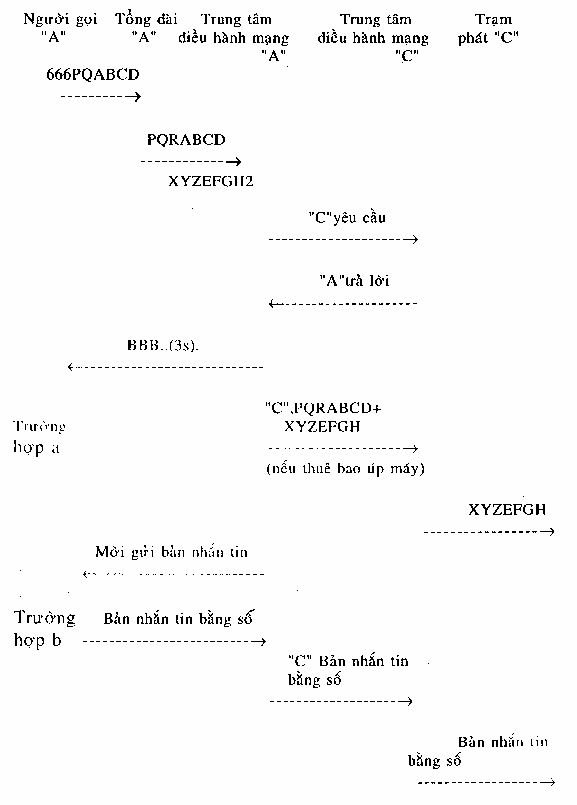 Người gọi Tổng đài Trung tâm Trung tâm Trạm
"A" "A" điều hành mạng điều hành mạng phát "C"
"A" "C"
666PQABCD
PQRABCD
XYZEFGH2
"C"yêu cầu
"A"trả lời
BBB..(3s).
"C",PQRABCD+
Trường XYZEFGH
hợp a
(nếu thuê bao úp máy)
XYZEFGH
Mời gửi bản nhắn tin
Trường Bản nhắn tin bằng số
hợp b
"C" Bản nhắn tin
bằng số
Bản nhắn tin
bằng số